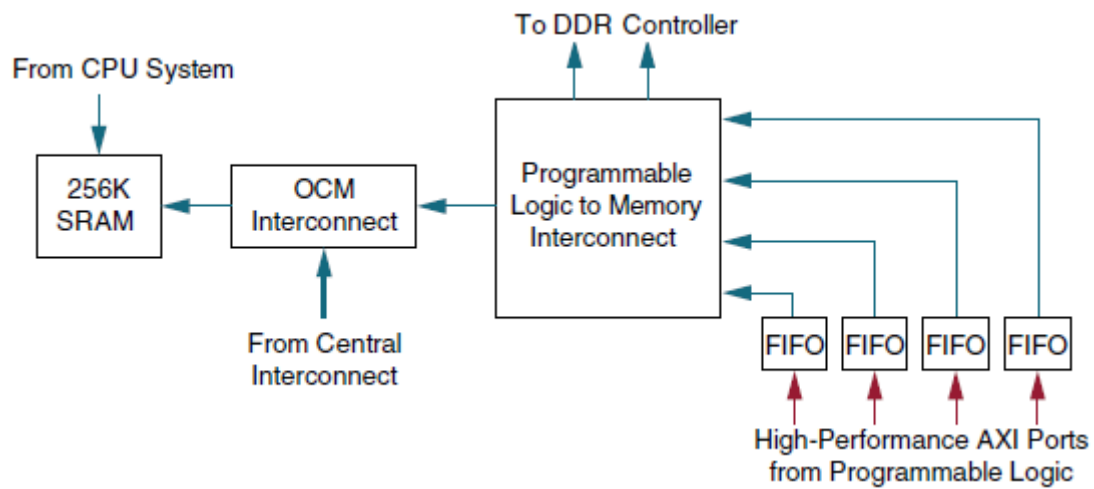 To DDR Controller
From CPU System
256K
SRAM
OCM
Interconnect
Programmable
Logic to Memory
Interconnect
From Central
Interconnect
FIFO FIFO FIFO FIFO
High-Performance AXI Ports
from Programmable Logic